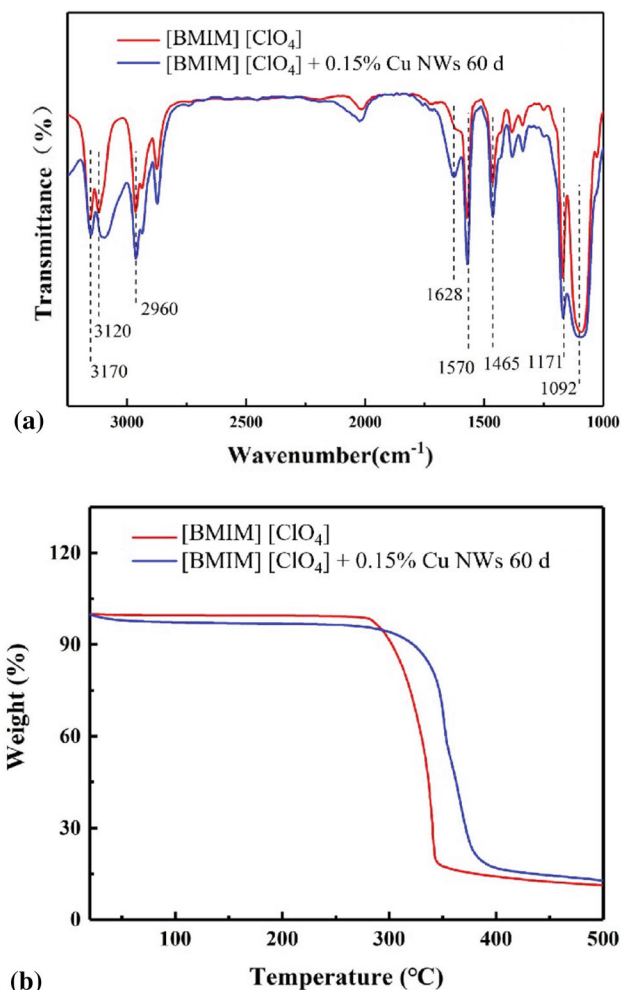 [BMIM] [ClO₄]
[BMIM] [ClO₄] + 0.15% Cu NWs 60 d
Transmittance (%)
3170
3120
2960
1628
1570
1465
1171
1092
3000 2500 2000 1500 1000
(a)
Wavenumber(cm⁻¹)
[BMIM] [ClO₄]
[BMIM] [ClO₄] + 0.15% Cu NWs 60 d
Weight (%)
120
90
60
30
0
100 200 300 400 500
(b)
Temperature (°C)